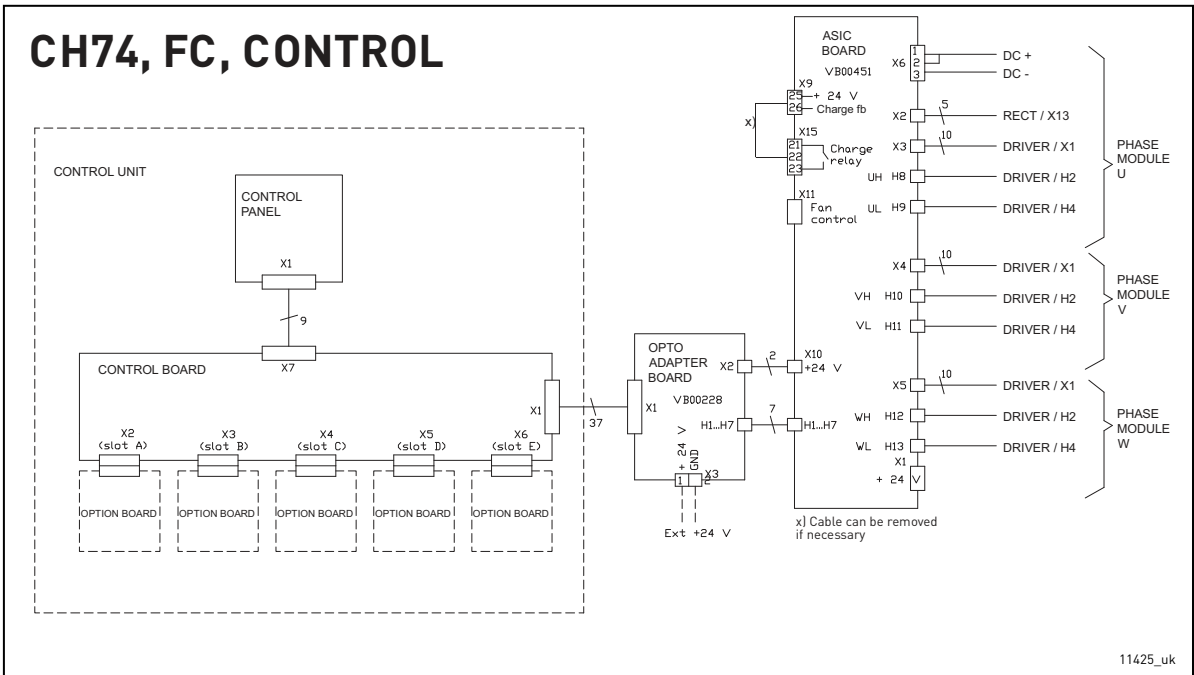 CH74, FC, CONTROL
CONTROL UNIT
CONTROL
PANEL
X1
9
X7
CONTROL BOARD
X1
37
X2
(slot A)
X3
(slot B)
X4
(slot C)
X5
(slot D)
X6
(slot E)
OPTION BOARD
OPTION BOARD
OPTION BOARD
OPTION BOARD
OPTION BOARD
OPTO
ADAPTER
BOARD
VB00228
X1
X2
2
H1...H7
7
+ 24 V
GND
X3
1
2
Ext +24 V
ASIC
BOARD
VB00451
X9
25
+ 24 V
26
Charge fb
x)
X15
21
22
23
Charge
relay
X11
Fan
control
X10
+24 V
H1...H7
X6
1
2
3
DC +
DC -
X2
5
RECT / X13
X3
10
DRIVER / X1
UH H8
DRIVER / H2
UL H9
DRIVER / H4
PHASE
MODULE
U
X4
10
DRIVER / X1
VH H10
DRIVER / H2
VL H11
DRIVER / H4
PHASE
MODULE
V
X5
10
DRIVER / X1
WH H12
DRIVER / H2
WL H13
DRIVER / H4
PHASE
MODULE
W
X1
+ 24 V
x) Cable can be removed
if necessary
11425_uk